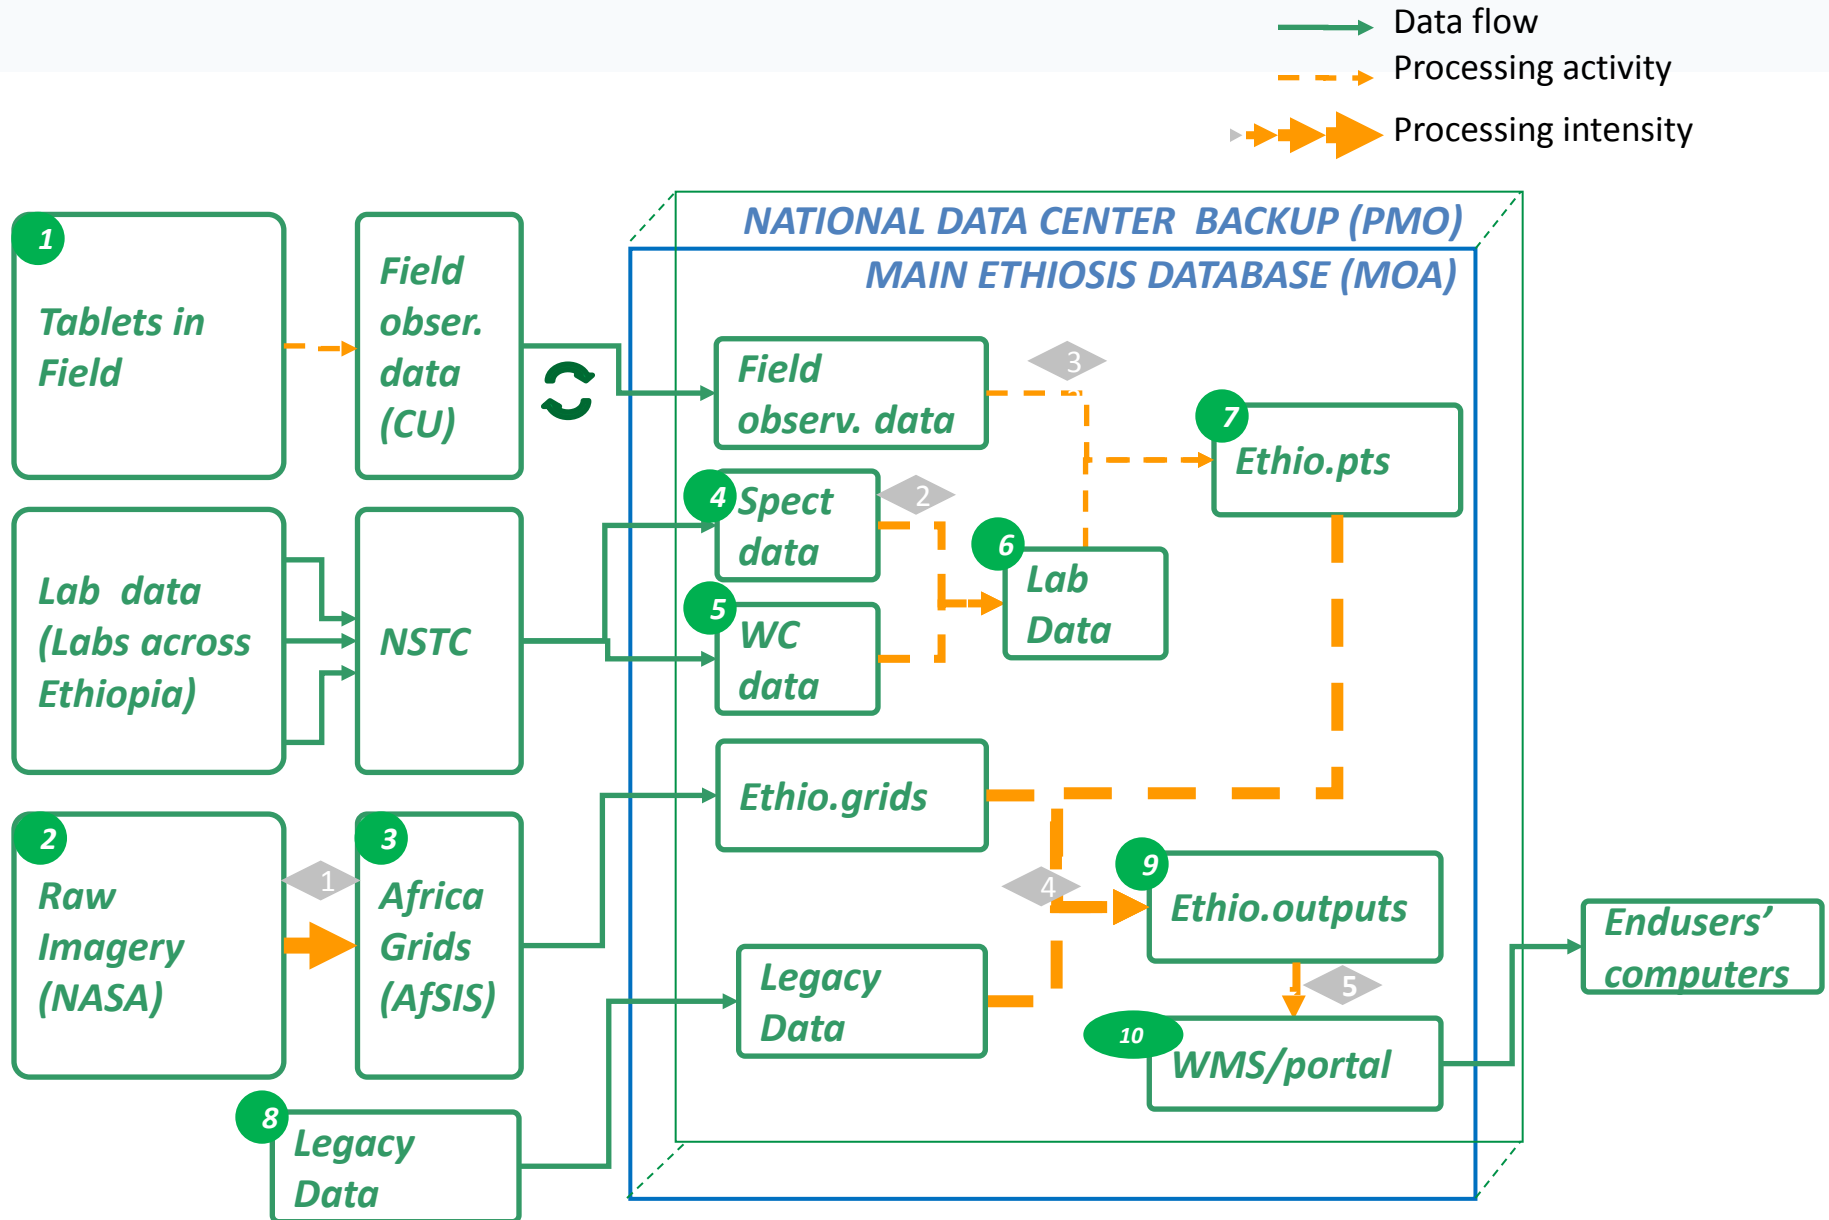 Data flow
Processing activity
Processing intensity
NATIONAL DATA CENTER BACKUP (PMO)
MAIN ETHIOSIS DATABASE (MOA)
1
Tablets in
Field
Field
obser.
data
(CU)
Field
observ. data
3
7
Ethio.pts
4
Spect
data
2
5
WC
data
6
Lab
Data
Lab data
(Labs across
Ethiopia)
NSTC
Ethio.grids
2
Raw
Imagery
(NASA)
1
3
Africa
Grids
(AfSIS)
4
9
Ethio.outputs
5
Legacy
Data
10
WMS/portal
Endusers’
computers
8
Legacy
Data